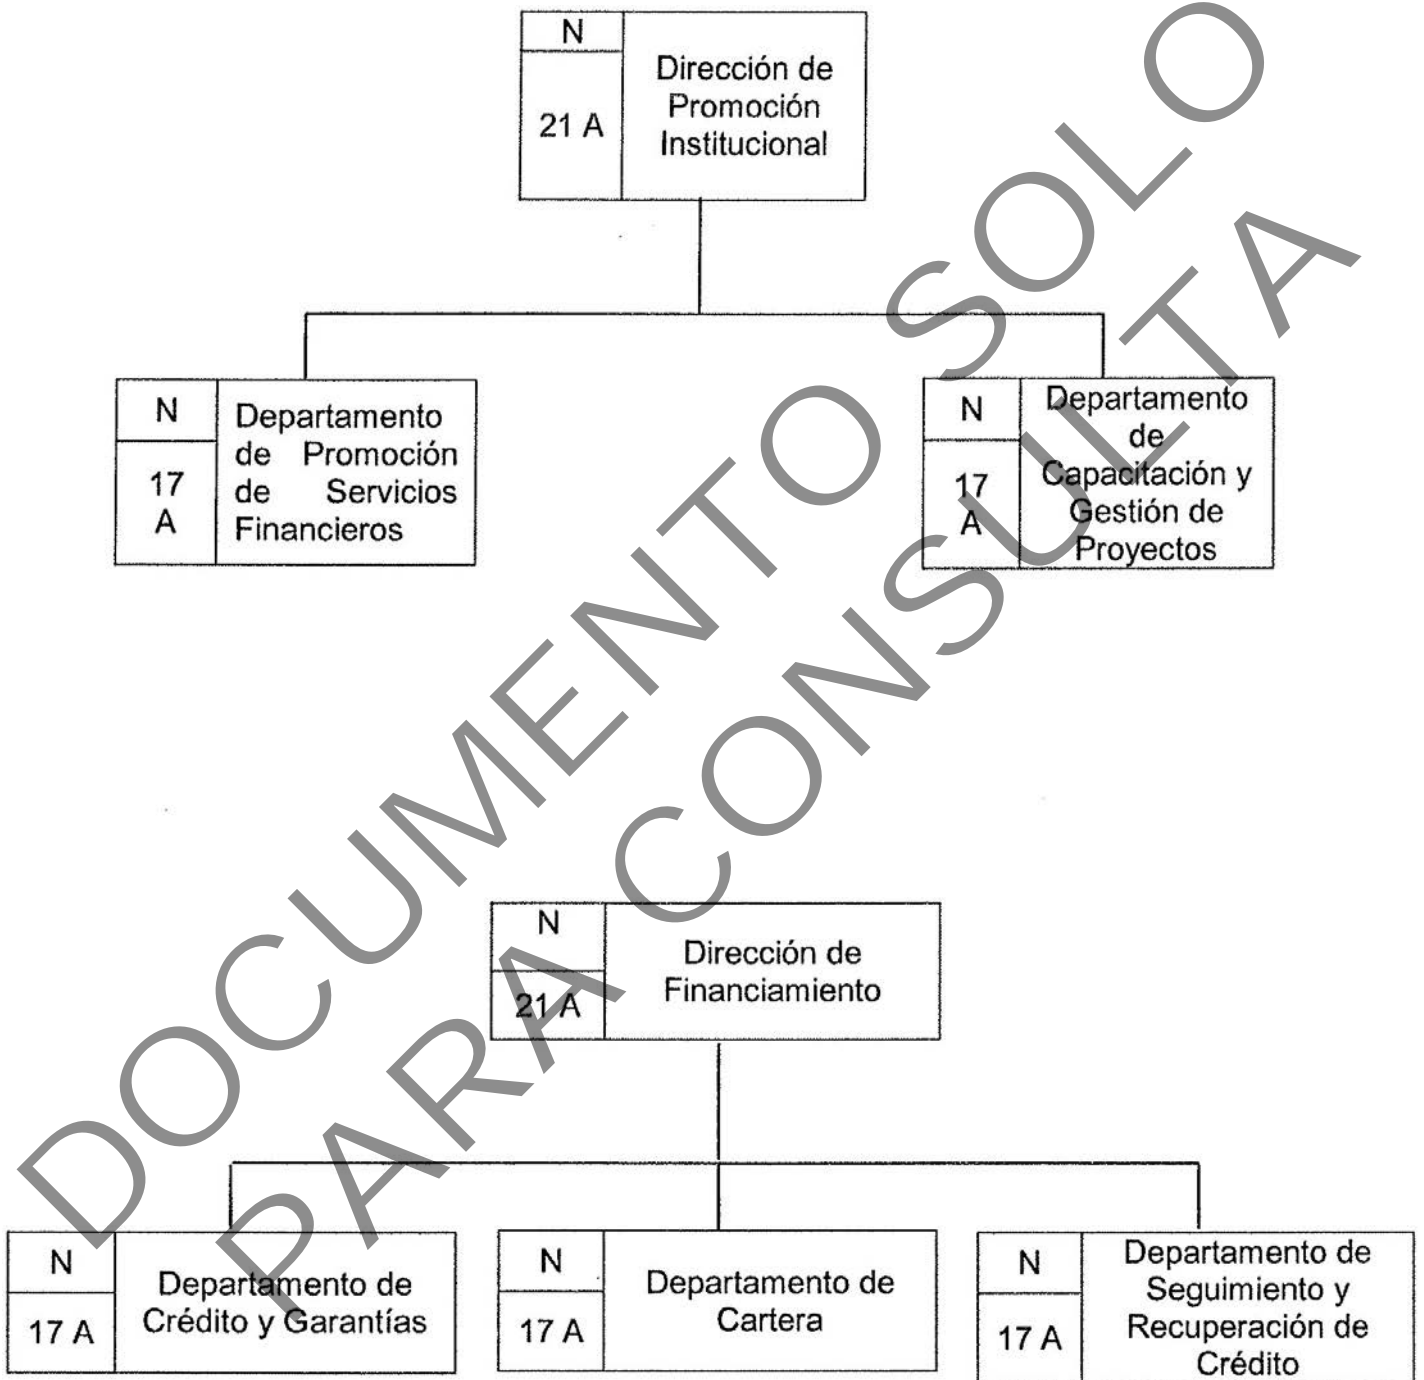 N
21 A
Dirección de
Promoción
Institucional
N
17
A
Departamento
de Promoción
de Servicios
Financieros
N
17
A
Departamento
de
Capacitación y
Gestión de
Proyectos
N
21 A
Dirección de
Financiamiento
N
17 A
Departamento de
Crédito y Garantías
N
17 A
Departamento de
Cartera
N
17 A
Departamento de
Seguimiento y
Recuperación de
Crédito
DOCUMENTO SOLO
PARA CONSULTA